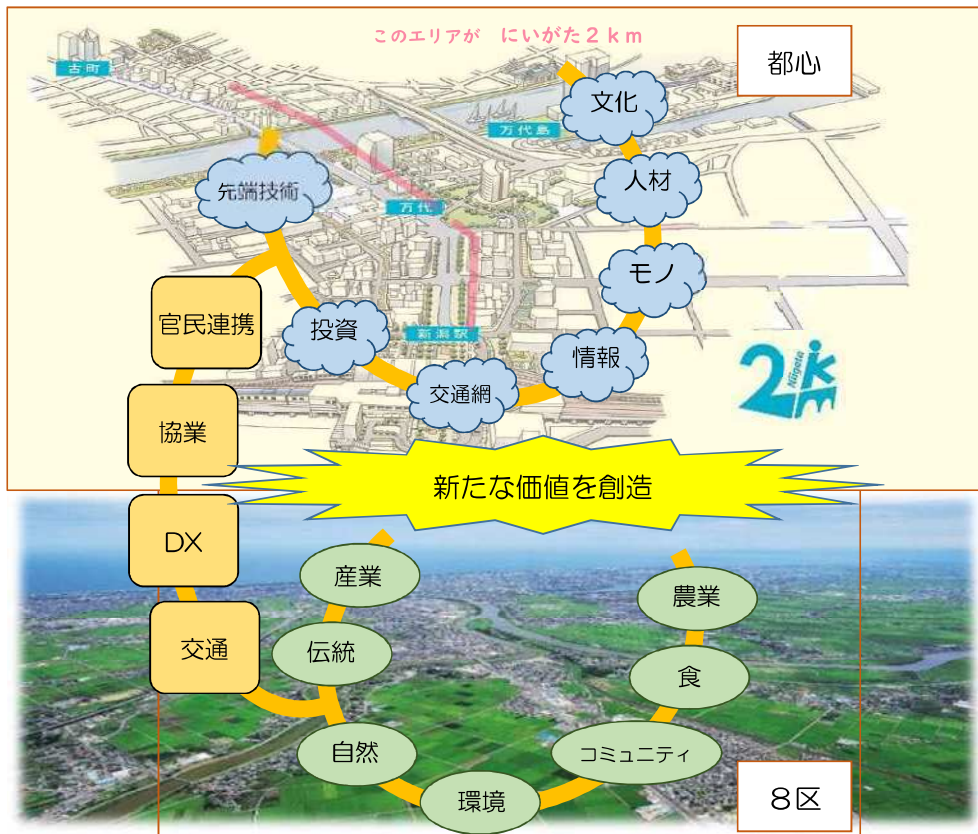 このエリアが にいがた2km
都心
古町
文化
万代島
人材
先端技術
万代
モノ
官民連携
投資
新潟駅
情報
交通網
2km
Niigata
協業
新たな価値を創造
DX
産業
農業
交通
伝統
食
自然
コミュニティ
環境
8区